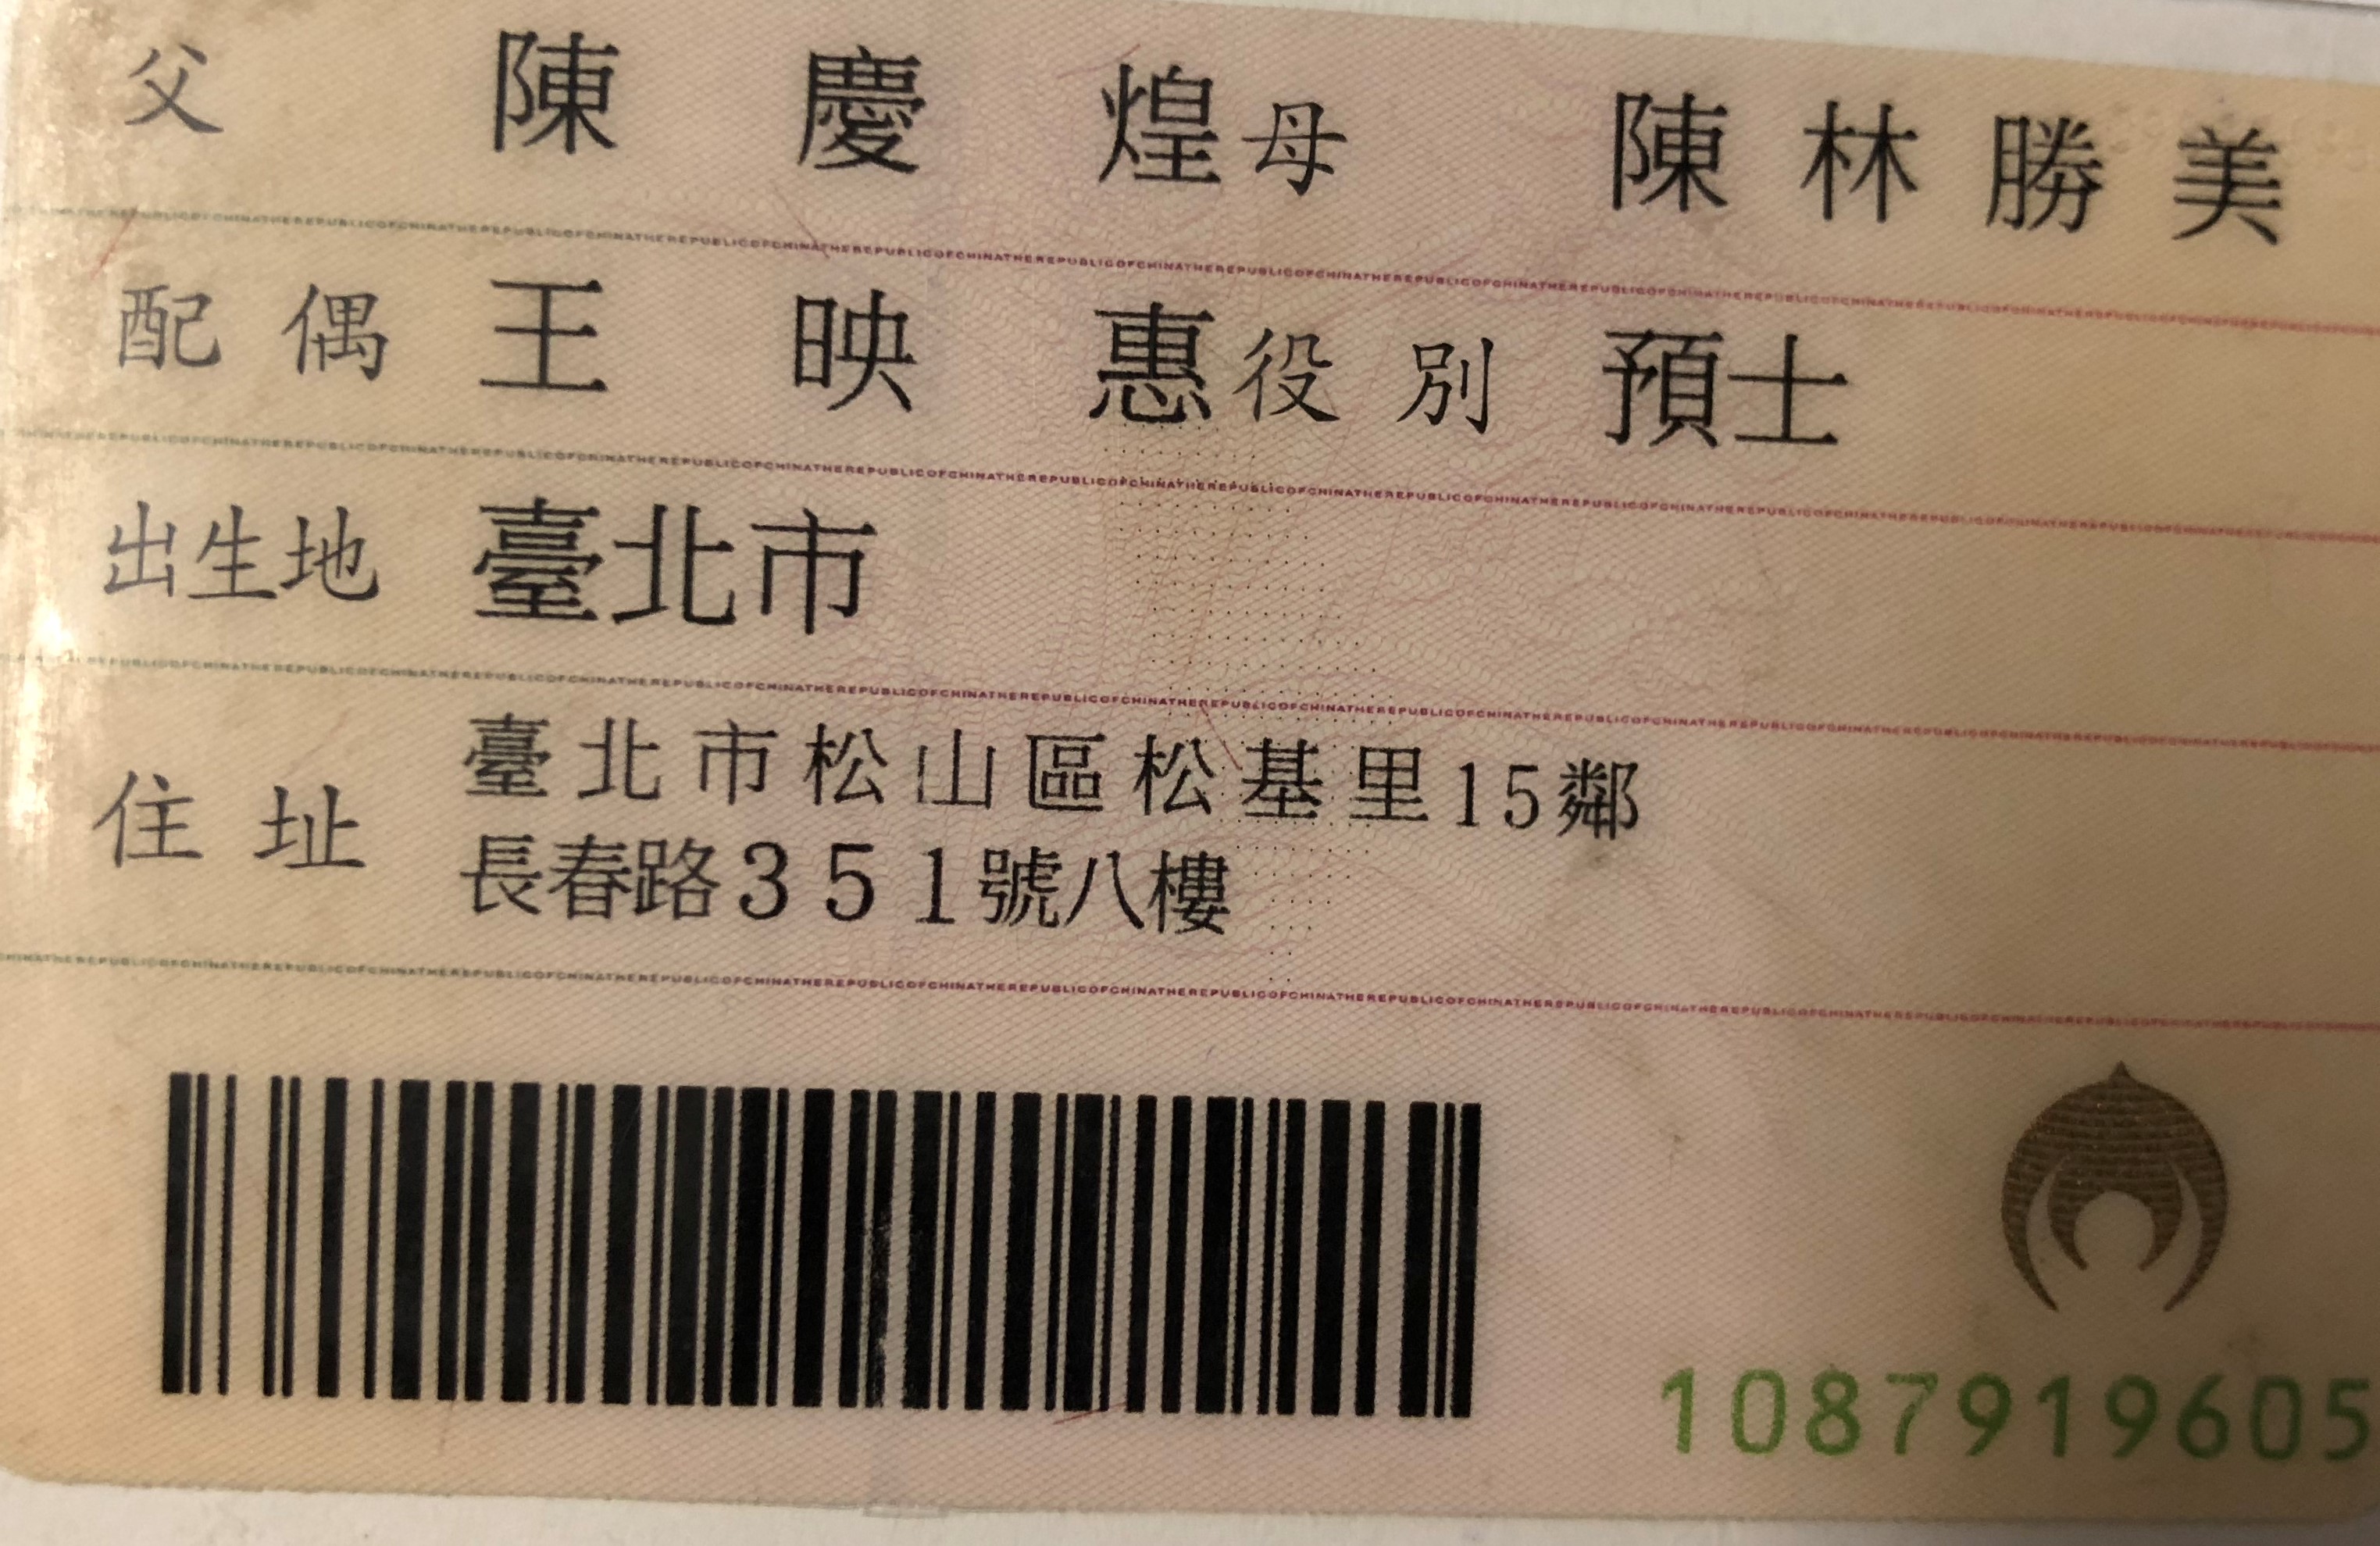 父 陳慶煌 母 陳林勝美
配偶 王映惠 役別 預士
出生地 臺北市
住址 臺北市松山區松基里15鄰
長春路351號八樓
1087919605